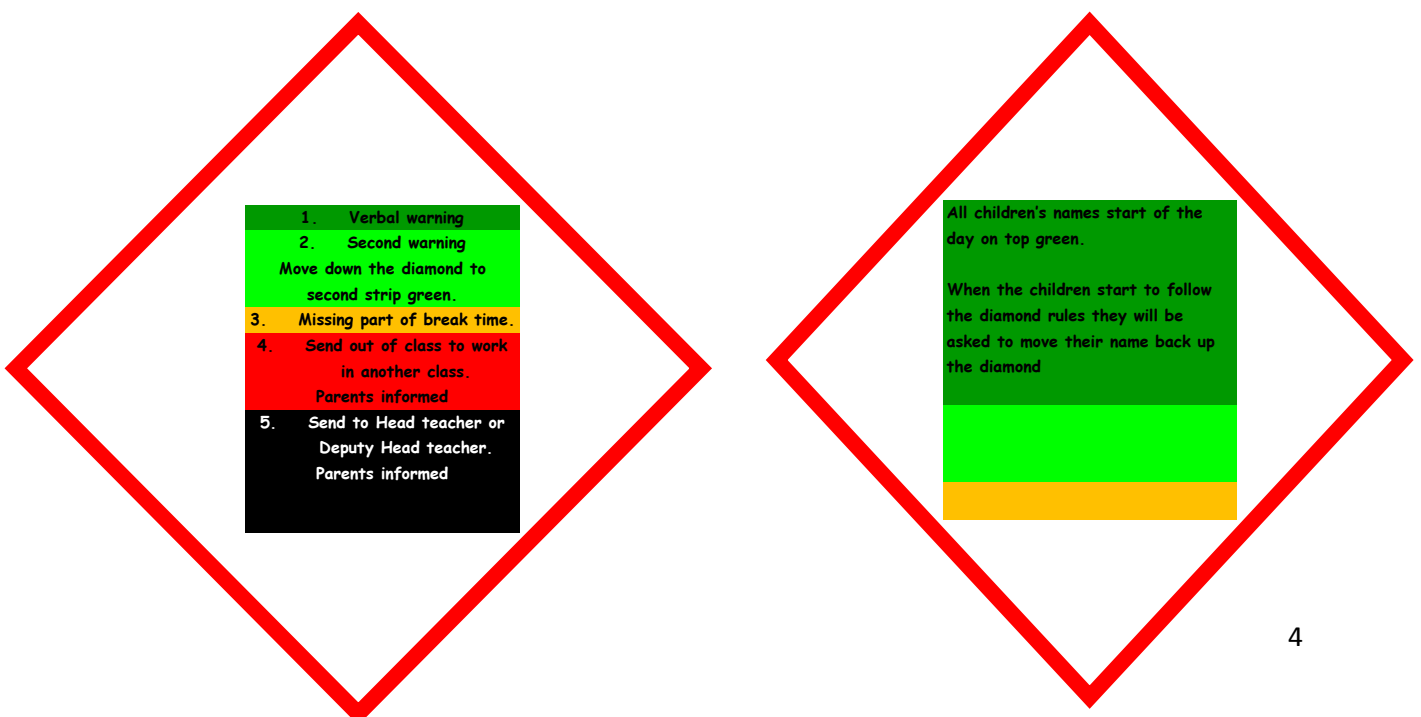 1. Verbal warning
2. Second warning
Move down the diamond to
second strip green.
3. Missing part of break time.
4. Send out of class to work
in another class.
Parents informed
5. Send to Head teacher or
Deputy Head teacher.
Parents informed
All children's names start of the
day on top green.
When the children start to follow
the diamond rules they will be
asked to move their name back up
the diamond
4